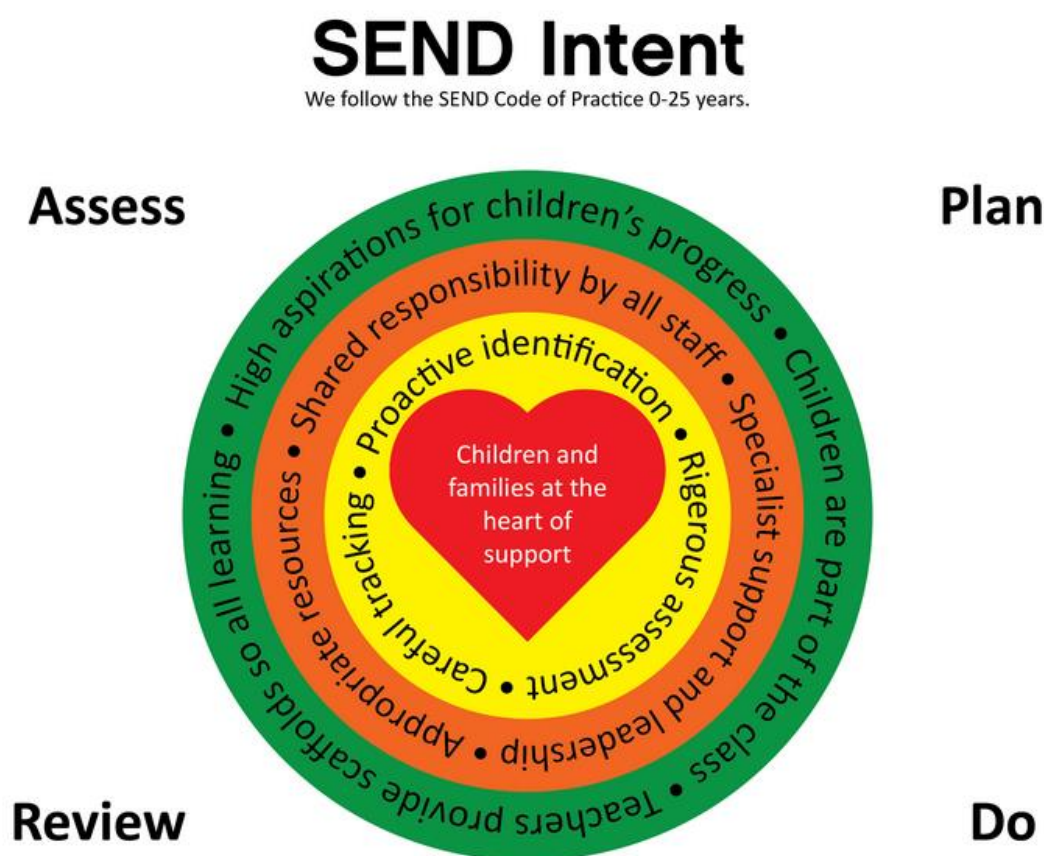 SEND Intent
We follow the SEND Code of Practice 0-25 years.
Assess
Plan
High aspirations for children's progress • Children are part of the class • Teachers provide scaffolds so all learning •
Shared responsibility by all staff • Specialist support and leadership • Appropriate resources •
Proactive identification • Rigerous assessment • Careful tracking •
Children and
families at the
heart of
support
Review
Do